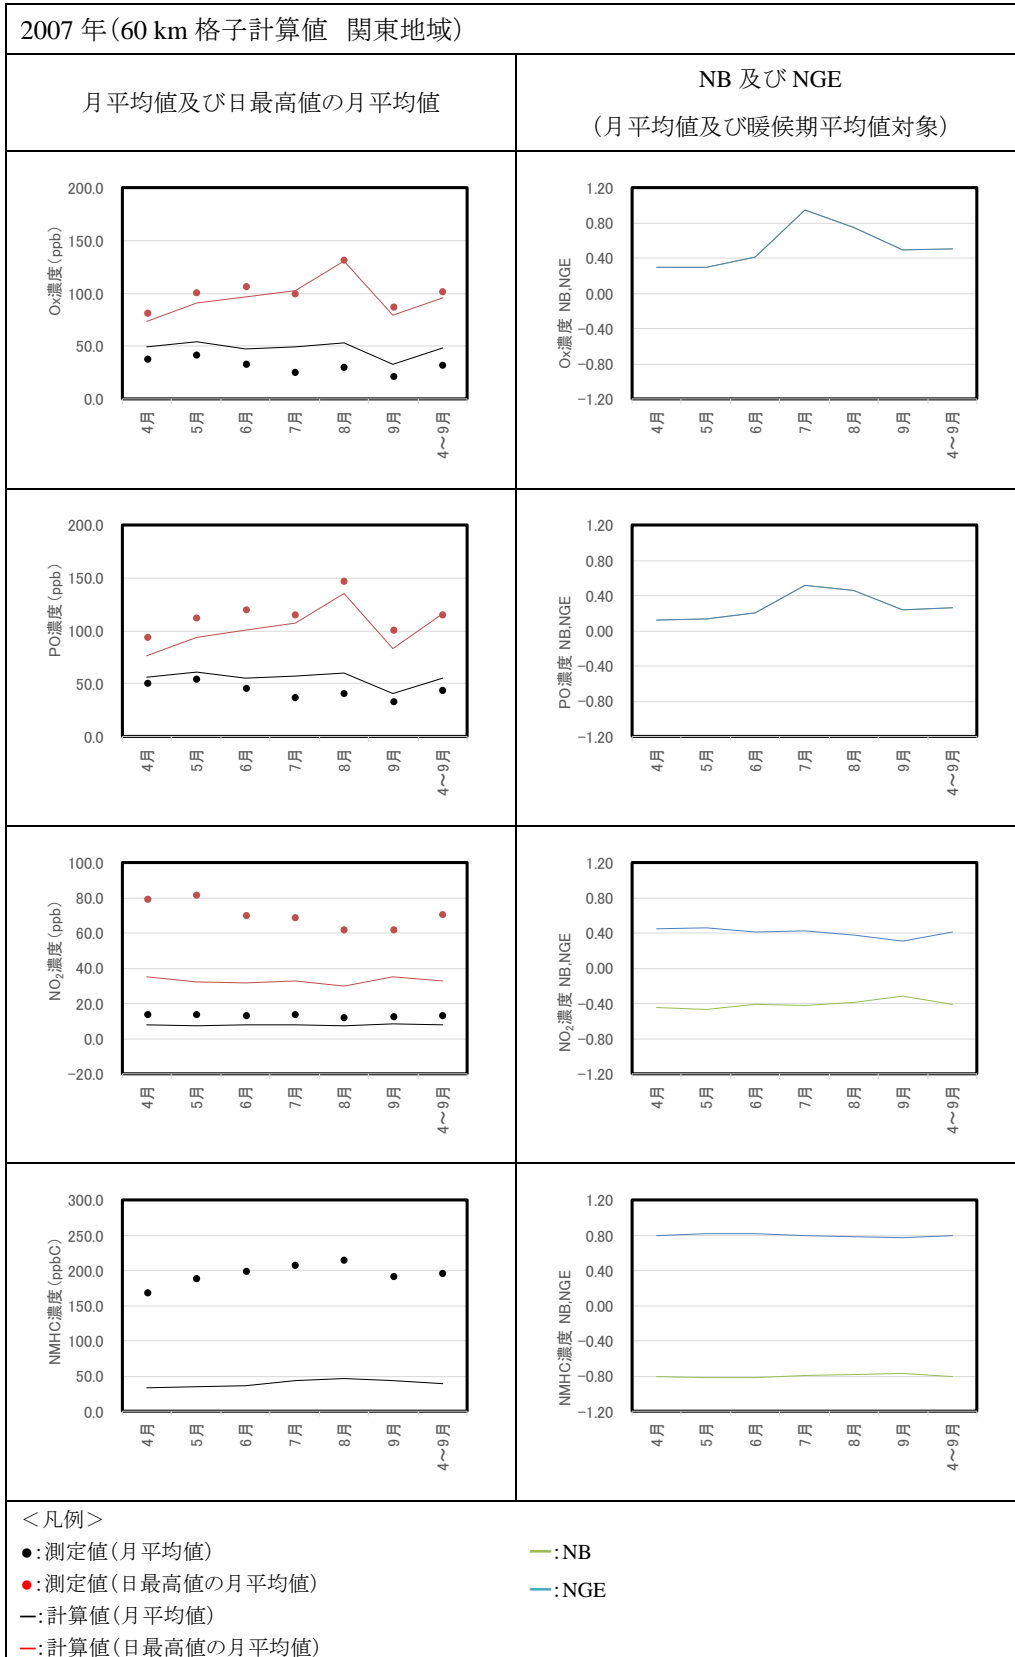 2007 年(60 km 格子計算値 関東地域)
月平均値及び日最高値の月平均値
NB 及び NGE
(月平均値及び暖候期平均値対象)
Ox濃度(ppb)
200.0
150.0
100.0
50.0
0.0
4月 5月 6月 7月 8月 9月 4～9月
Ox濃度 NB,NGE
1.20
0.80
0.40
0.00
−0.40
−0.80
−1.20
4月 5月 6月 7月 8月 9月 4～9月
PO濃度(ppb)
200.0
150.0
100.0
50.0
0.0
4月 5月 6月 7月 8月 9月 4～9月
PO濃度 NB,NGE
1.20
0.80
0.40
0.00
−0.40
−0.80
−1.20
4月 5月 6月 7月 8月 9月 4～9月
NO₂濃度(ppb)
100.0
80.0
60.0
40.0
20.0
0.0
−20.0
4月 5月 6月 7月 8月 9月 4～9月
NO₂濃度 NB,NGE
1.20
0.80
0.40
0.00
−0.40
−0.80
−1.20
4月 5月 6月 7月 8月 9月 4～9月
NMHC濃度(ppbC)
300.0
250.0
200.0
150.0
100.0
50.0
0.0
4月 5月 6月 7月 8月 9月 4～9月
NMHC濃度 NB,NGE
1.20
0.80
0.40
0.00
−0.40
−0.80
−1.20
4月 5月 6月 7月 8月 9月 4～9月
＜凡例＞
●:測定値(月平均値)
●:測定値(日最高値の月平均値)
—:計算値(月平均値)
—:計算値(日最高値の月平均値)
—:NB
—:NGE